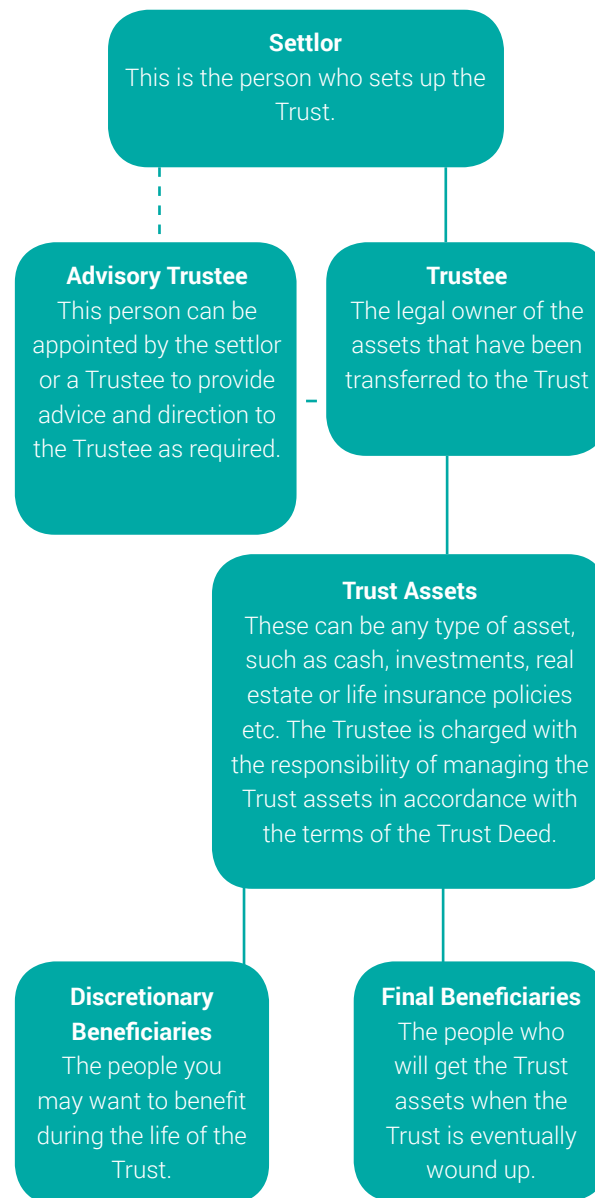 Settlor
This is the person who sets up the
Trust.
Advisory Trustee
This person can be
appointed by the settlor
or a Trustee to provide
advice and direction to
the Trustee as required.
Trustee
The legal owner of the
assets that have been
transferred to the Trust
Trust Assets
These can be any type of asset,
such as cash, investments, real
estate or life insurance policies
etc. The Trustee is charged with
the responsibility of managing the
Trust assets in accordance with
the terms of the Trust Deed.
Discretionary
Beneficiaries
The people you
may want to benefit
during the life of the
Trust.
Final Beneficiaries
The people who
will get the Trust
assets when the
Trust is eventually
wound up.